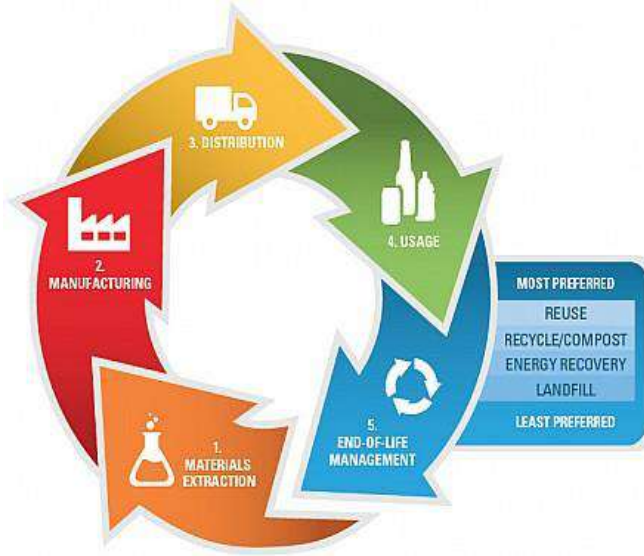 3. DISTRIBUTION
4. USAGE
2.
MANUFACTURING
MOST PREFERRED
REUSE
RECYCLE/COMPOST
ENERGY RECOVERY
LANDFILL
LEAST PREFERRED
5.
END-OF-LIFE
MANAGEMENT
1.
MATERIALS
EXTRACTION